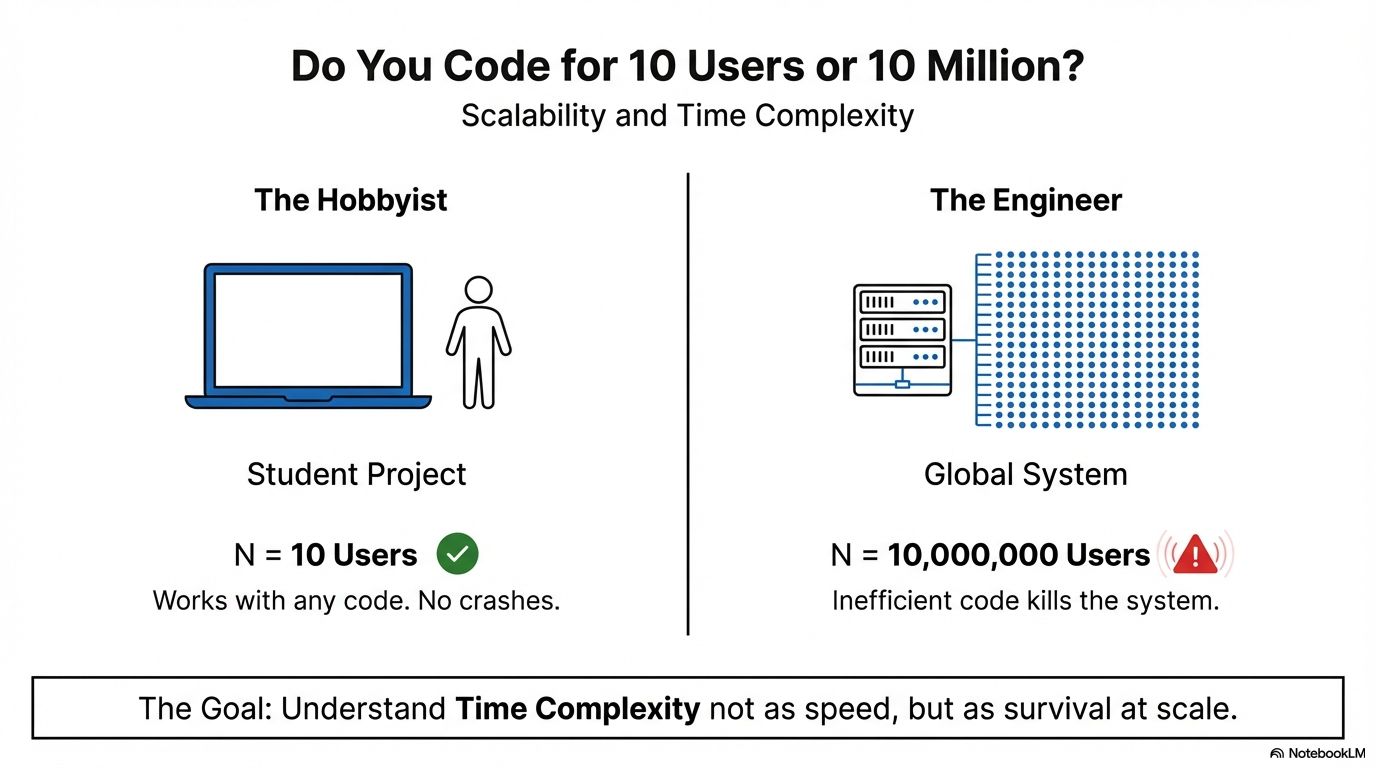 Do You Code for 10 Users or 10 Million?
Scalability and Time Complexity
The Hobbyist
Student Project
N = 10 Users
Works with any code. No crashes.
The Engineer
Global System
N = 10,000,000 Users
Inefficient code kills the system.
The Goal: Understand Time Complexity not as speed, but as survival at scale.
NotebookLM